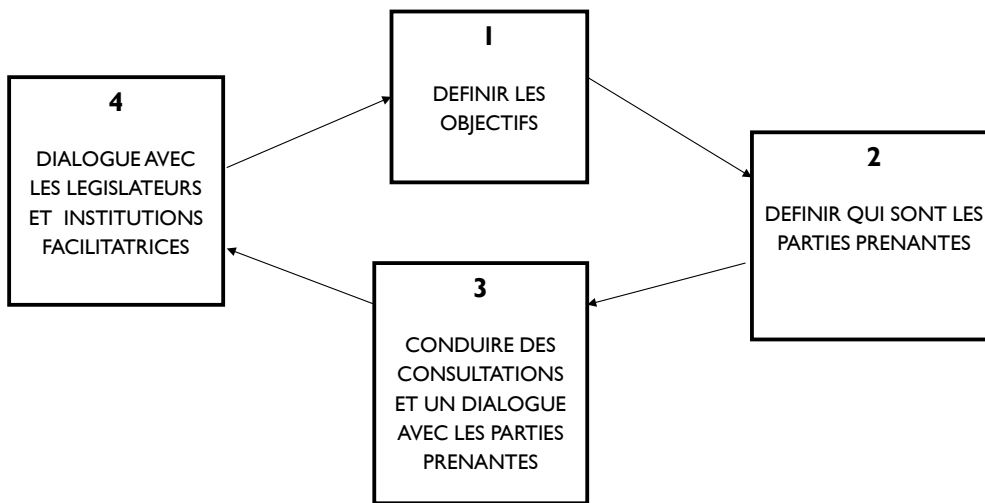 1
DEFINIR LES
OBJECTIFS
2
DEFINIR QUI SONT LES
PARTIES PRENANTES
3
CONDUIRE DES
CONSULTATIONS
ET UN DIALOGUE
AVEC LES PARTIES
PRENANTES
4
DIALOGUE AVEC
LES LEGISLATEURS
ET INSTITUTIONS
FACILITATRICES